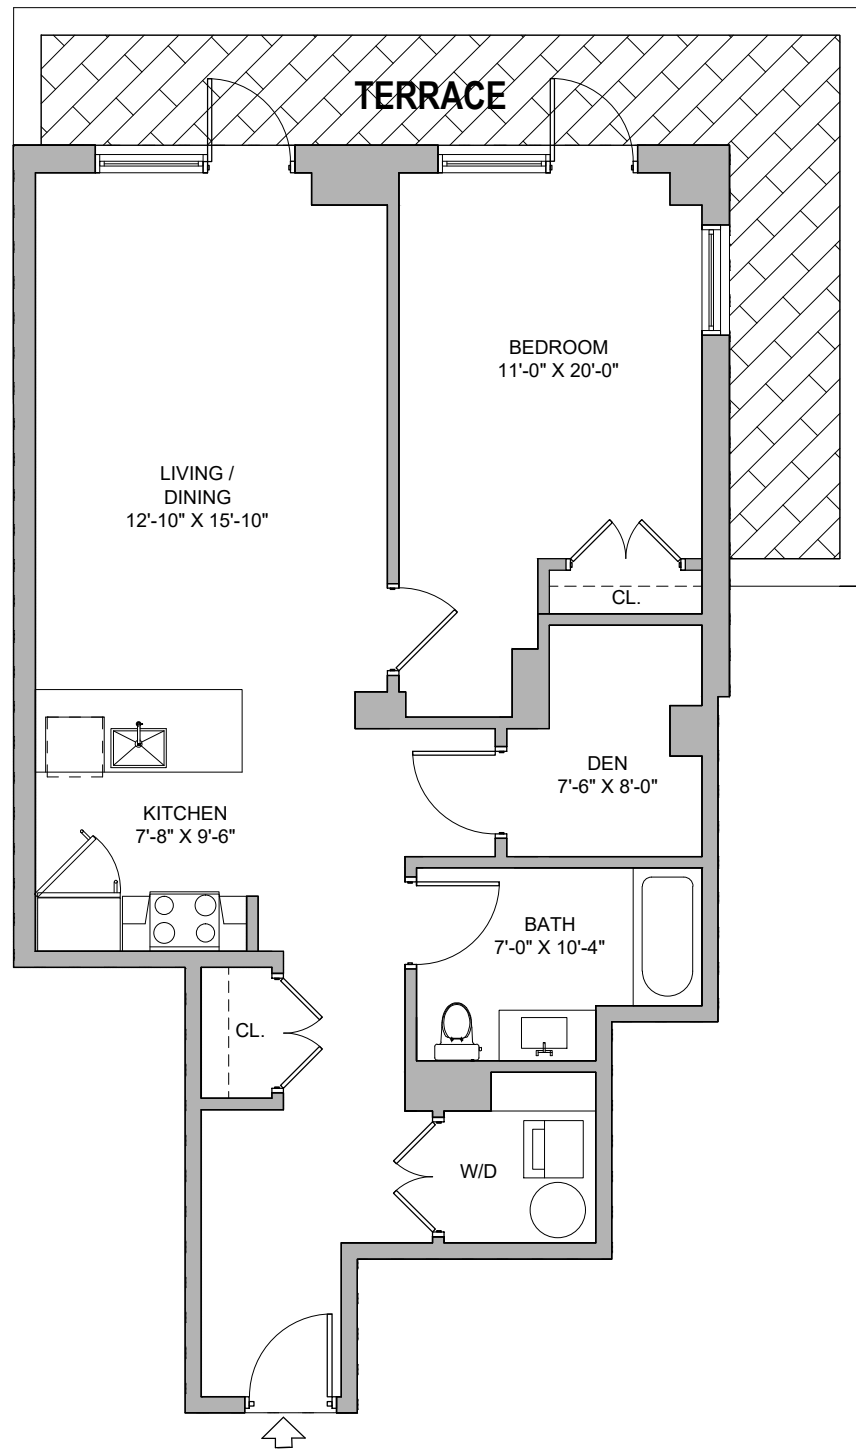 TERRACE
BEDROOM
11'-0" X 20'-0"
LIVING /
DINING
12'-10" X 15'-10"
CL.
DEN
7'-6" X 8'-0"
KITCHEN
7'-8" X 9'-6"
BATH
7'-0" X 10'-4"
CL.
W/D